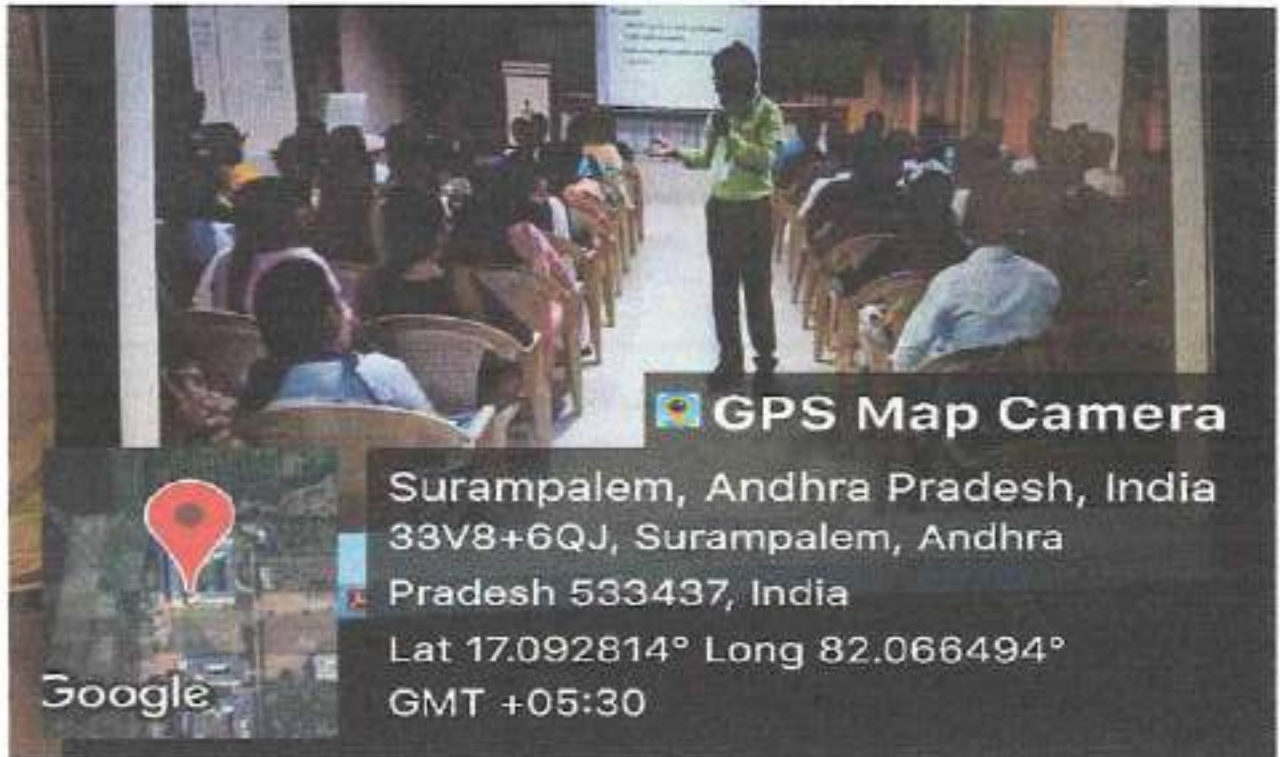 GPS Map Camera
Surampalem, Andhra Pradesh, India
33V8+6QJ, Surampalem, Andhra
Pradesh 533437, India
Lat 17.092814° Long 82.066494°
GMT +05:30
Google